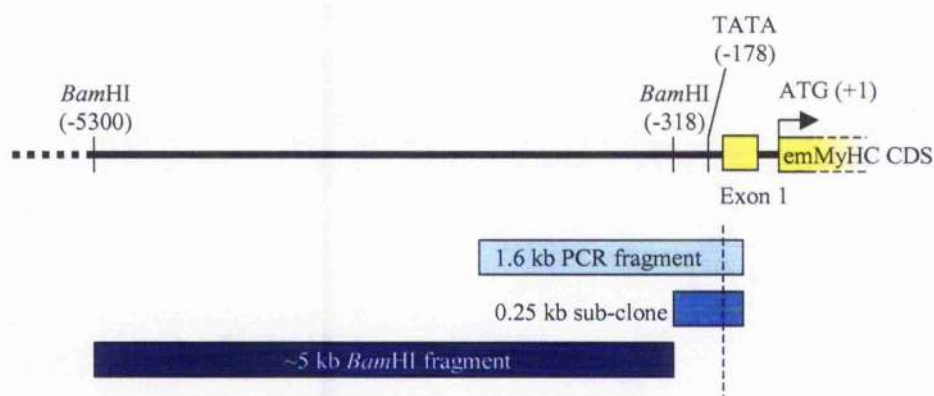 TATA
(-178)
BamHI
(-5300)
BamHI
(-318)
ATG (+1)
emMyHC CDS
Exon 1
1.6 kb PCR fragment
0.25 kb sub-clone
~5 kb BamHI fragment